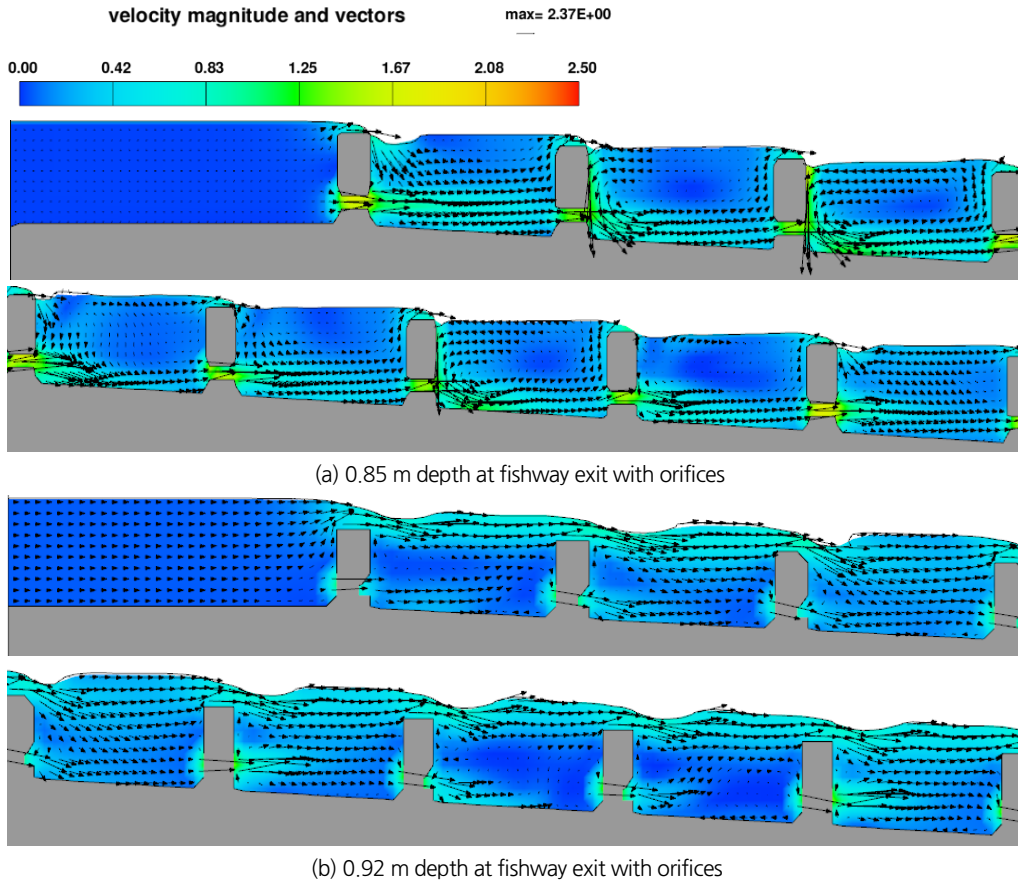 velocity magnitude and vectors max= 2.37E+00
0.00 0.42 0.83 1.25 1.67 2.08 2.50
(a) 0.85 m depth at fishway exit with orifices
(b) 0.92 m depth at fishway exit with orifices